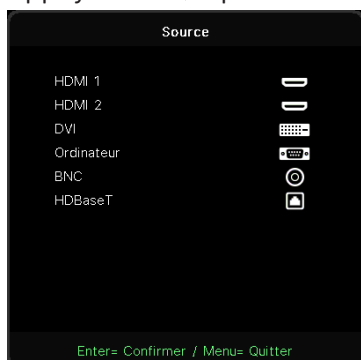 Source
HDMI 1
HDMI 2
DVI
Ordinateur
BNC
HDBaseT
Enter= Confirmer / Menu= Quitter